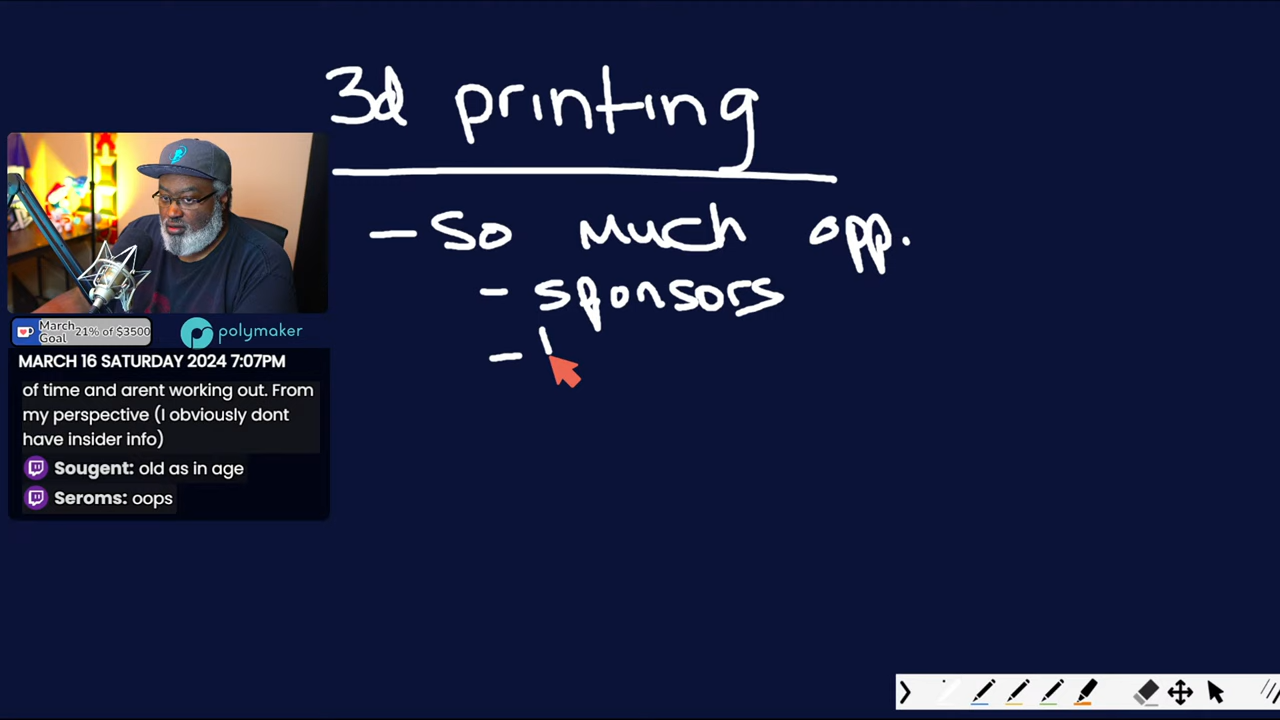 3d printing
- So Much opp.
- sponsors
-
March Goal 21% of $3500
polymaker
MARCH 16 SATURDAY 2024 7:07PM
of time and arent working out. From
my perspective (I obviously dont
have insider info)
Sougent: old as in age
Seroms: oops